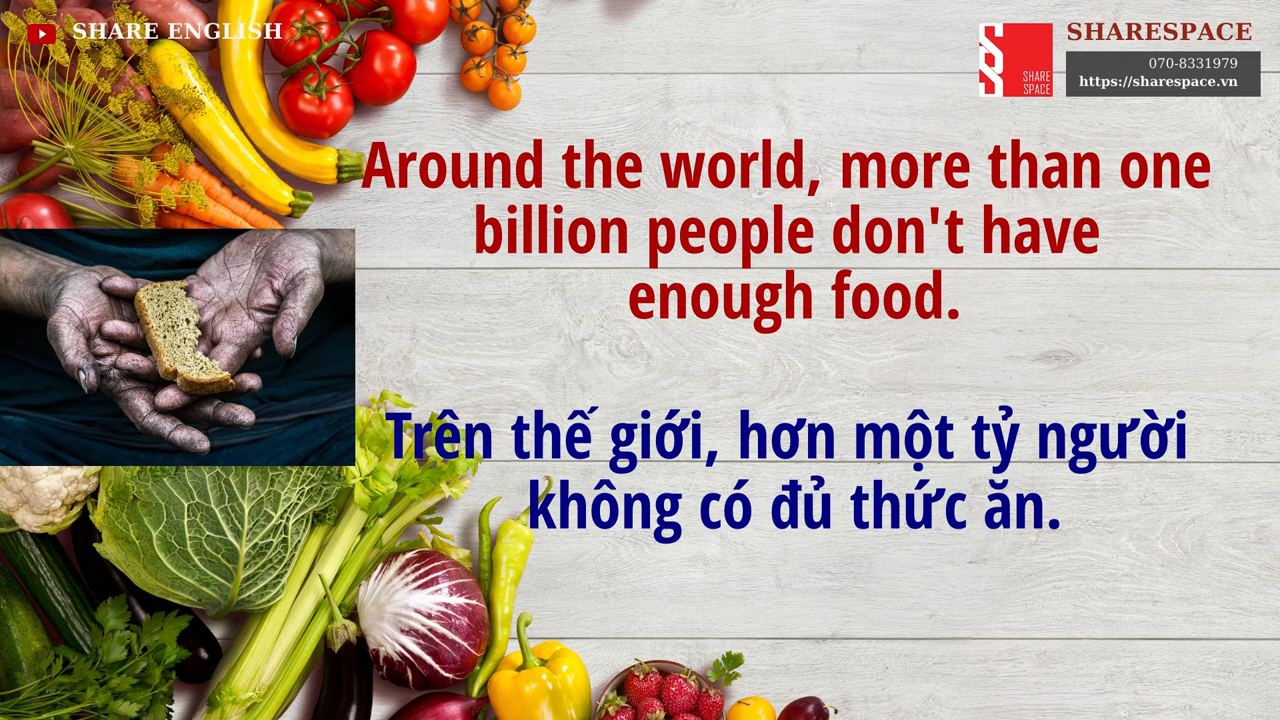 SHARE ENGLISH
SHARESPACE
070-8331979
https://sharespace.vn
SHARE
SPACE
Around the world, more than one
billion people don't have
enough food.
Trên thế giới, hơn một tỷ người
không có đủ thức ăn.